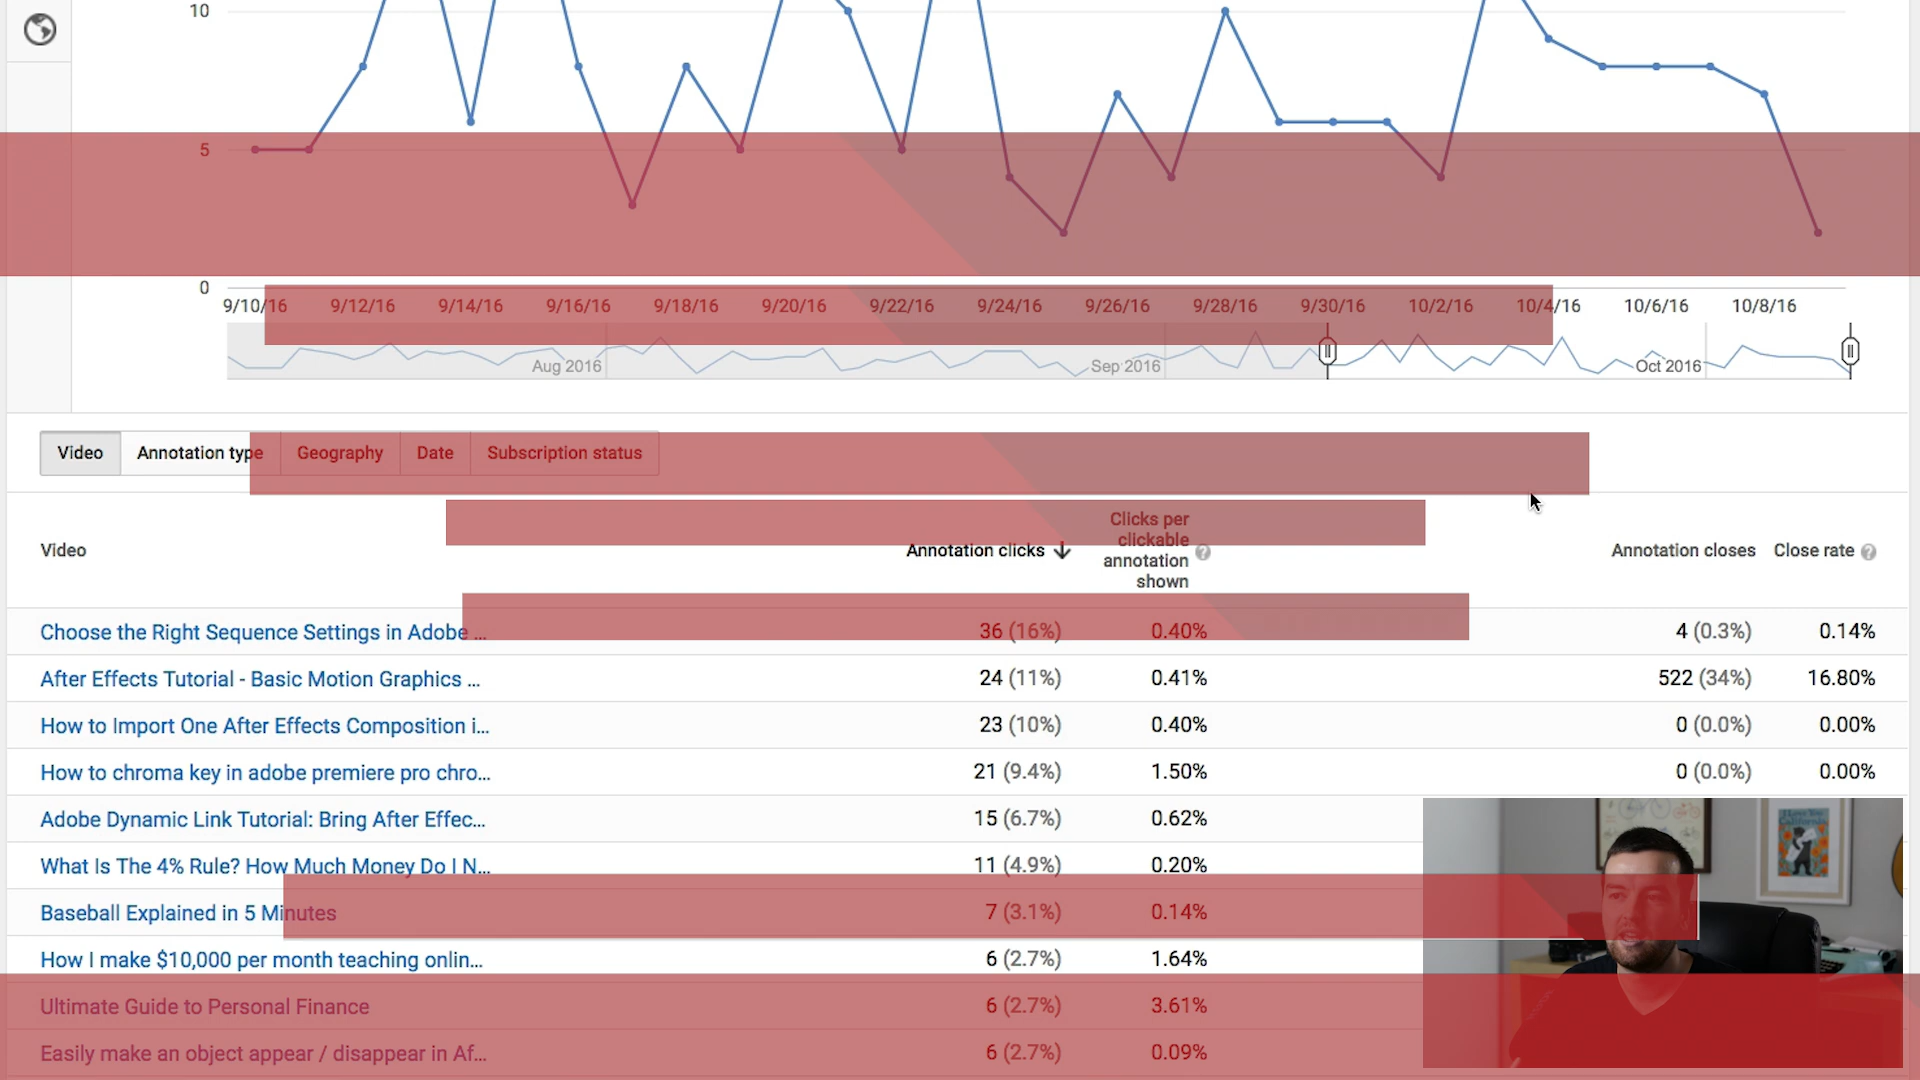 10
5
0
9/10/16 9/12/16 9/14/16 9/16/16 9/18/16 9/20/16 9/22/16 9/24/16 9/26/16 9/28/16 9/30/16 10/2/16 10/4/16 10/6/16 10/8/16
Aug 2016 Sep 2016 Oct 2016
Video Annotation type Geography Date Subscription status
Video Annotation clicks Clicks per clickable annotation shown ? Annotation closes Close rate ?
Choose the Right Sequence Settings in Adobe ... 36 (16%) 0.40% 4 (0.3%) 0.14%
After Effects Tutorial - Basic Motion Graphics ... 24 (11%) 0.41% 522 (34%) 16.80%
How to Import One After Effects Composition i... 23 (10%) 0.40% 0 (0.0%) 0.00%
How to chroma key in adobe premiere pro chro... 21 (9.4%) 1.50% 0 (0.0%) 0.00%
Adobe Dynamic Link Tutorial: Bring After Effec... 15 (6.7%) 0.62%
What Is The 4% Rule? How Much Money Do I N... 11 (4.9%) 0.20%
Baseball Explained in 5 Minutes 7 (3.1%) 0.14%
How I make $10,000 per month teaching onlin... 6 (2.7%) 1.64%
Ultimate Guide to Personal Finance 6 (2.7%) 3.61%
Easily make an object appear / disappear in Af... 6 (2.7%) 0.09%
I Love You
California